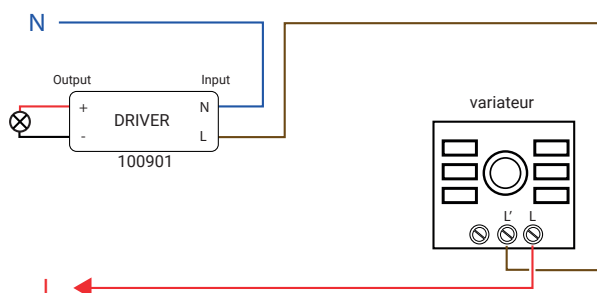 N
Output
Input
variateur
+
N
DRIVER
-
L
100901
L'
L
L